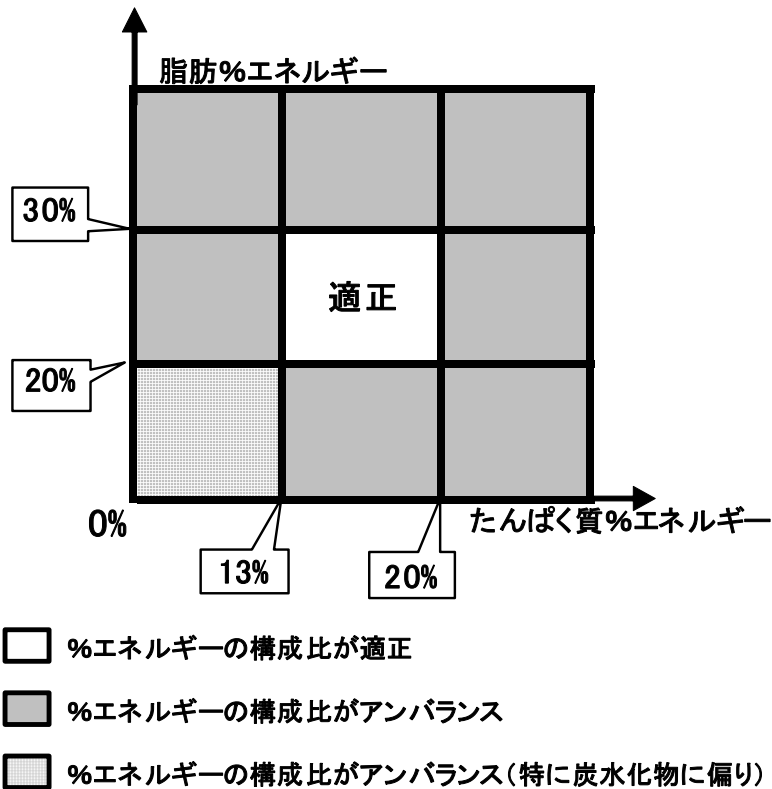 脂肪%エネルギー
30%
適正
20%
0%
たんぱく質%エネルギー
13%
20%
%エネルギーの構成比が適正
%エネルギーの構成比がアンバランス
%エネルギーの構成比がアンバランス(特に炭水化物に偏り)